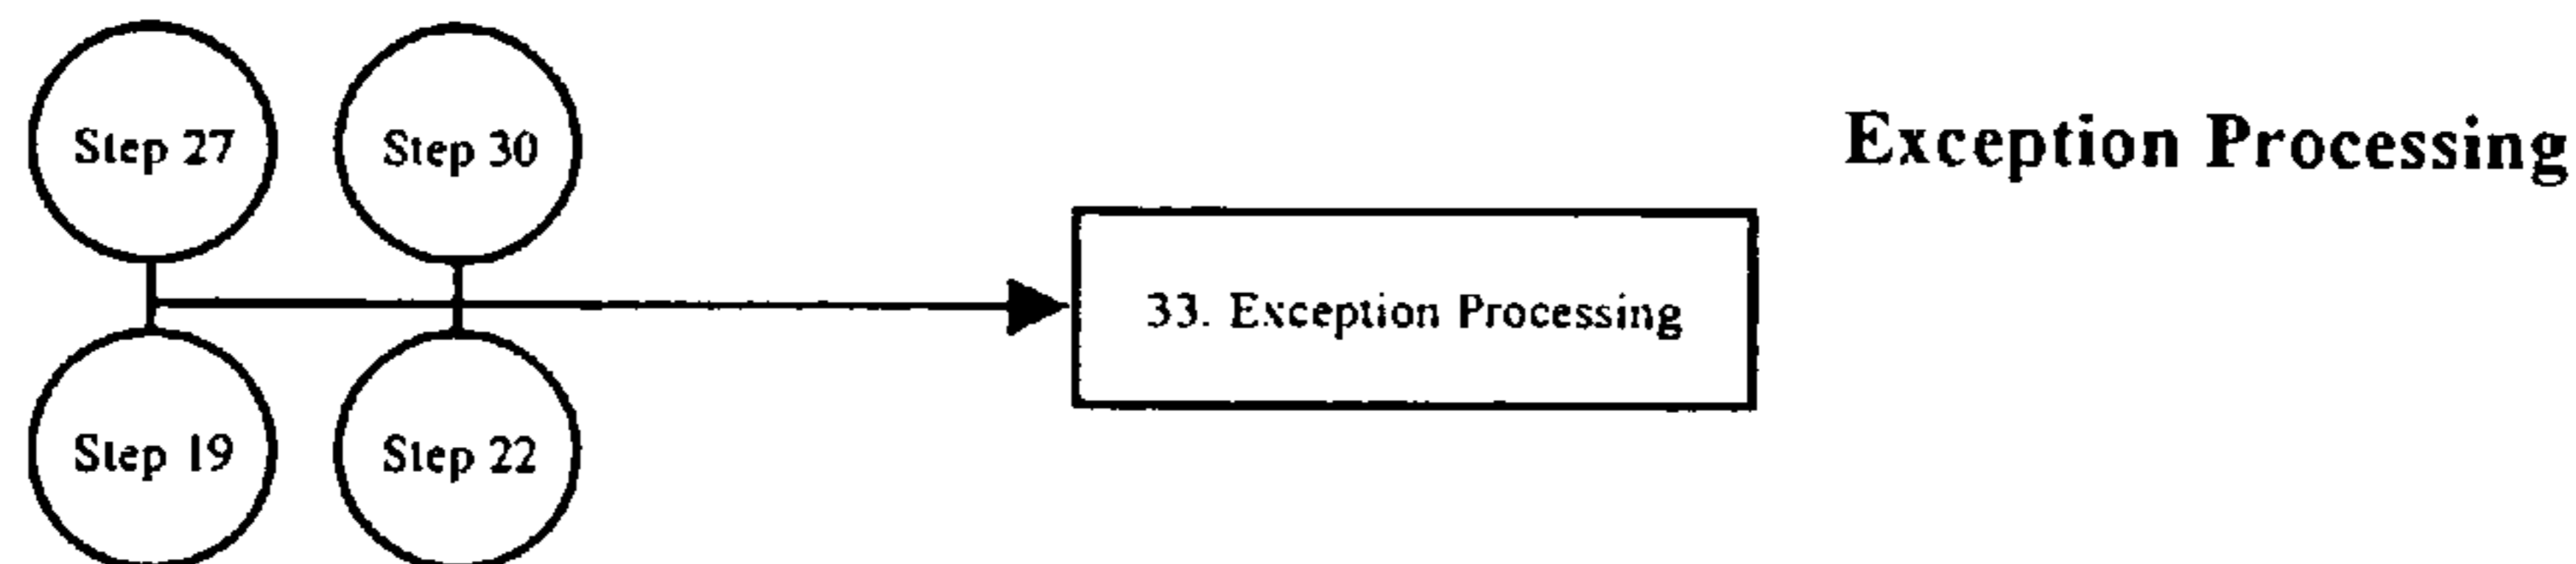 Step 27
Step 30
Exception Processing
33. Exception Processing
Step 19
Step 22